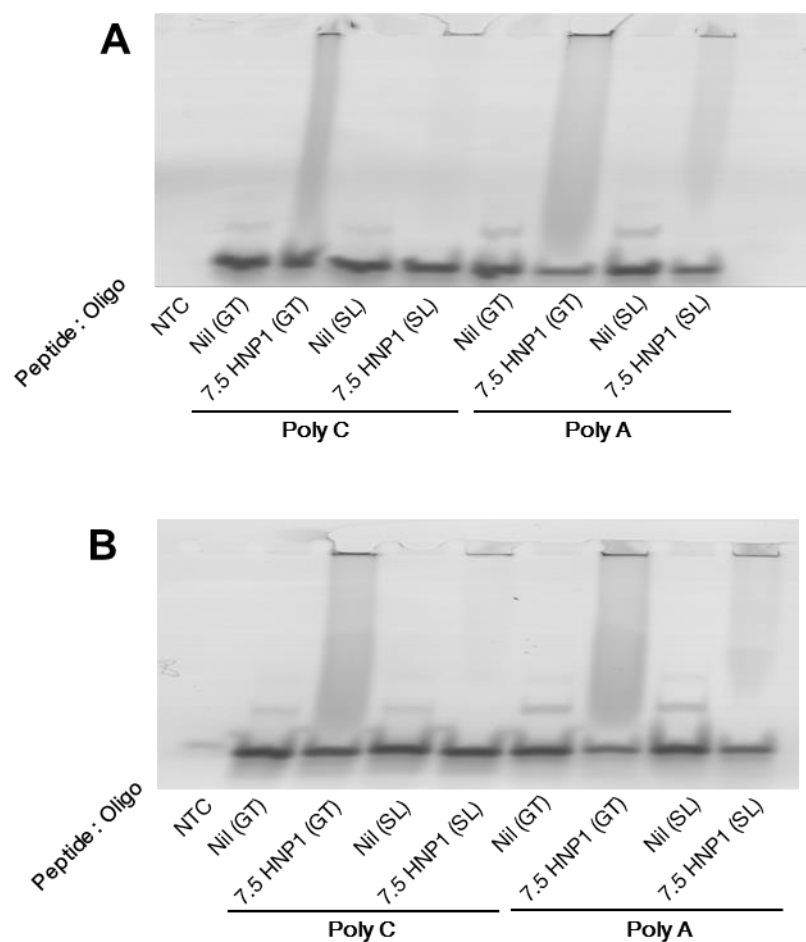 A
Peptide : Oligo
NTC
Nil (GT)
7.5 HNP1 (GT)
Nil (SL)
7.5 HNP1 (SL)
Nil (GT)
7.5 HNP1 (GT)
Nil (SL)
7.5 HNP1 (SL)
Poly C
Poly A
B
Peptide : Oligo
NTC
Nil (GT)
7.5 HNP1 (GT)
Nil (SL)
7.5 HNP1 (SL)
Nil (GT)
7.5 HNP1 (GT)
Nil (SL)
7.5 HNP1 (SL)
Poly C
Poly A